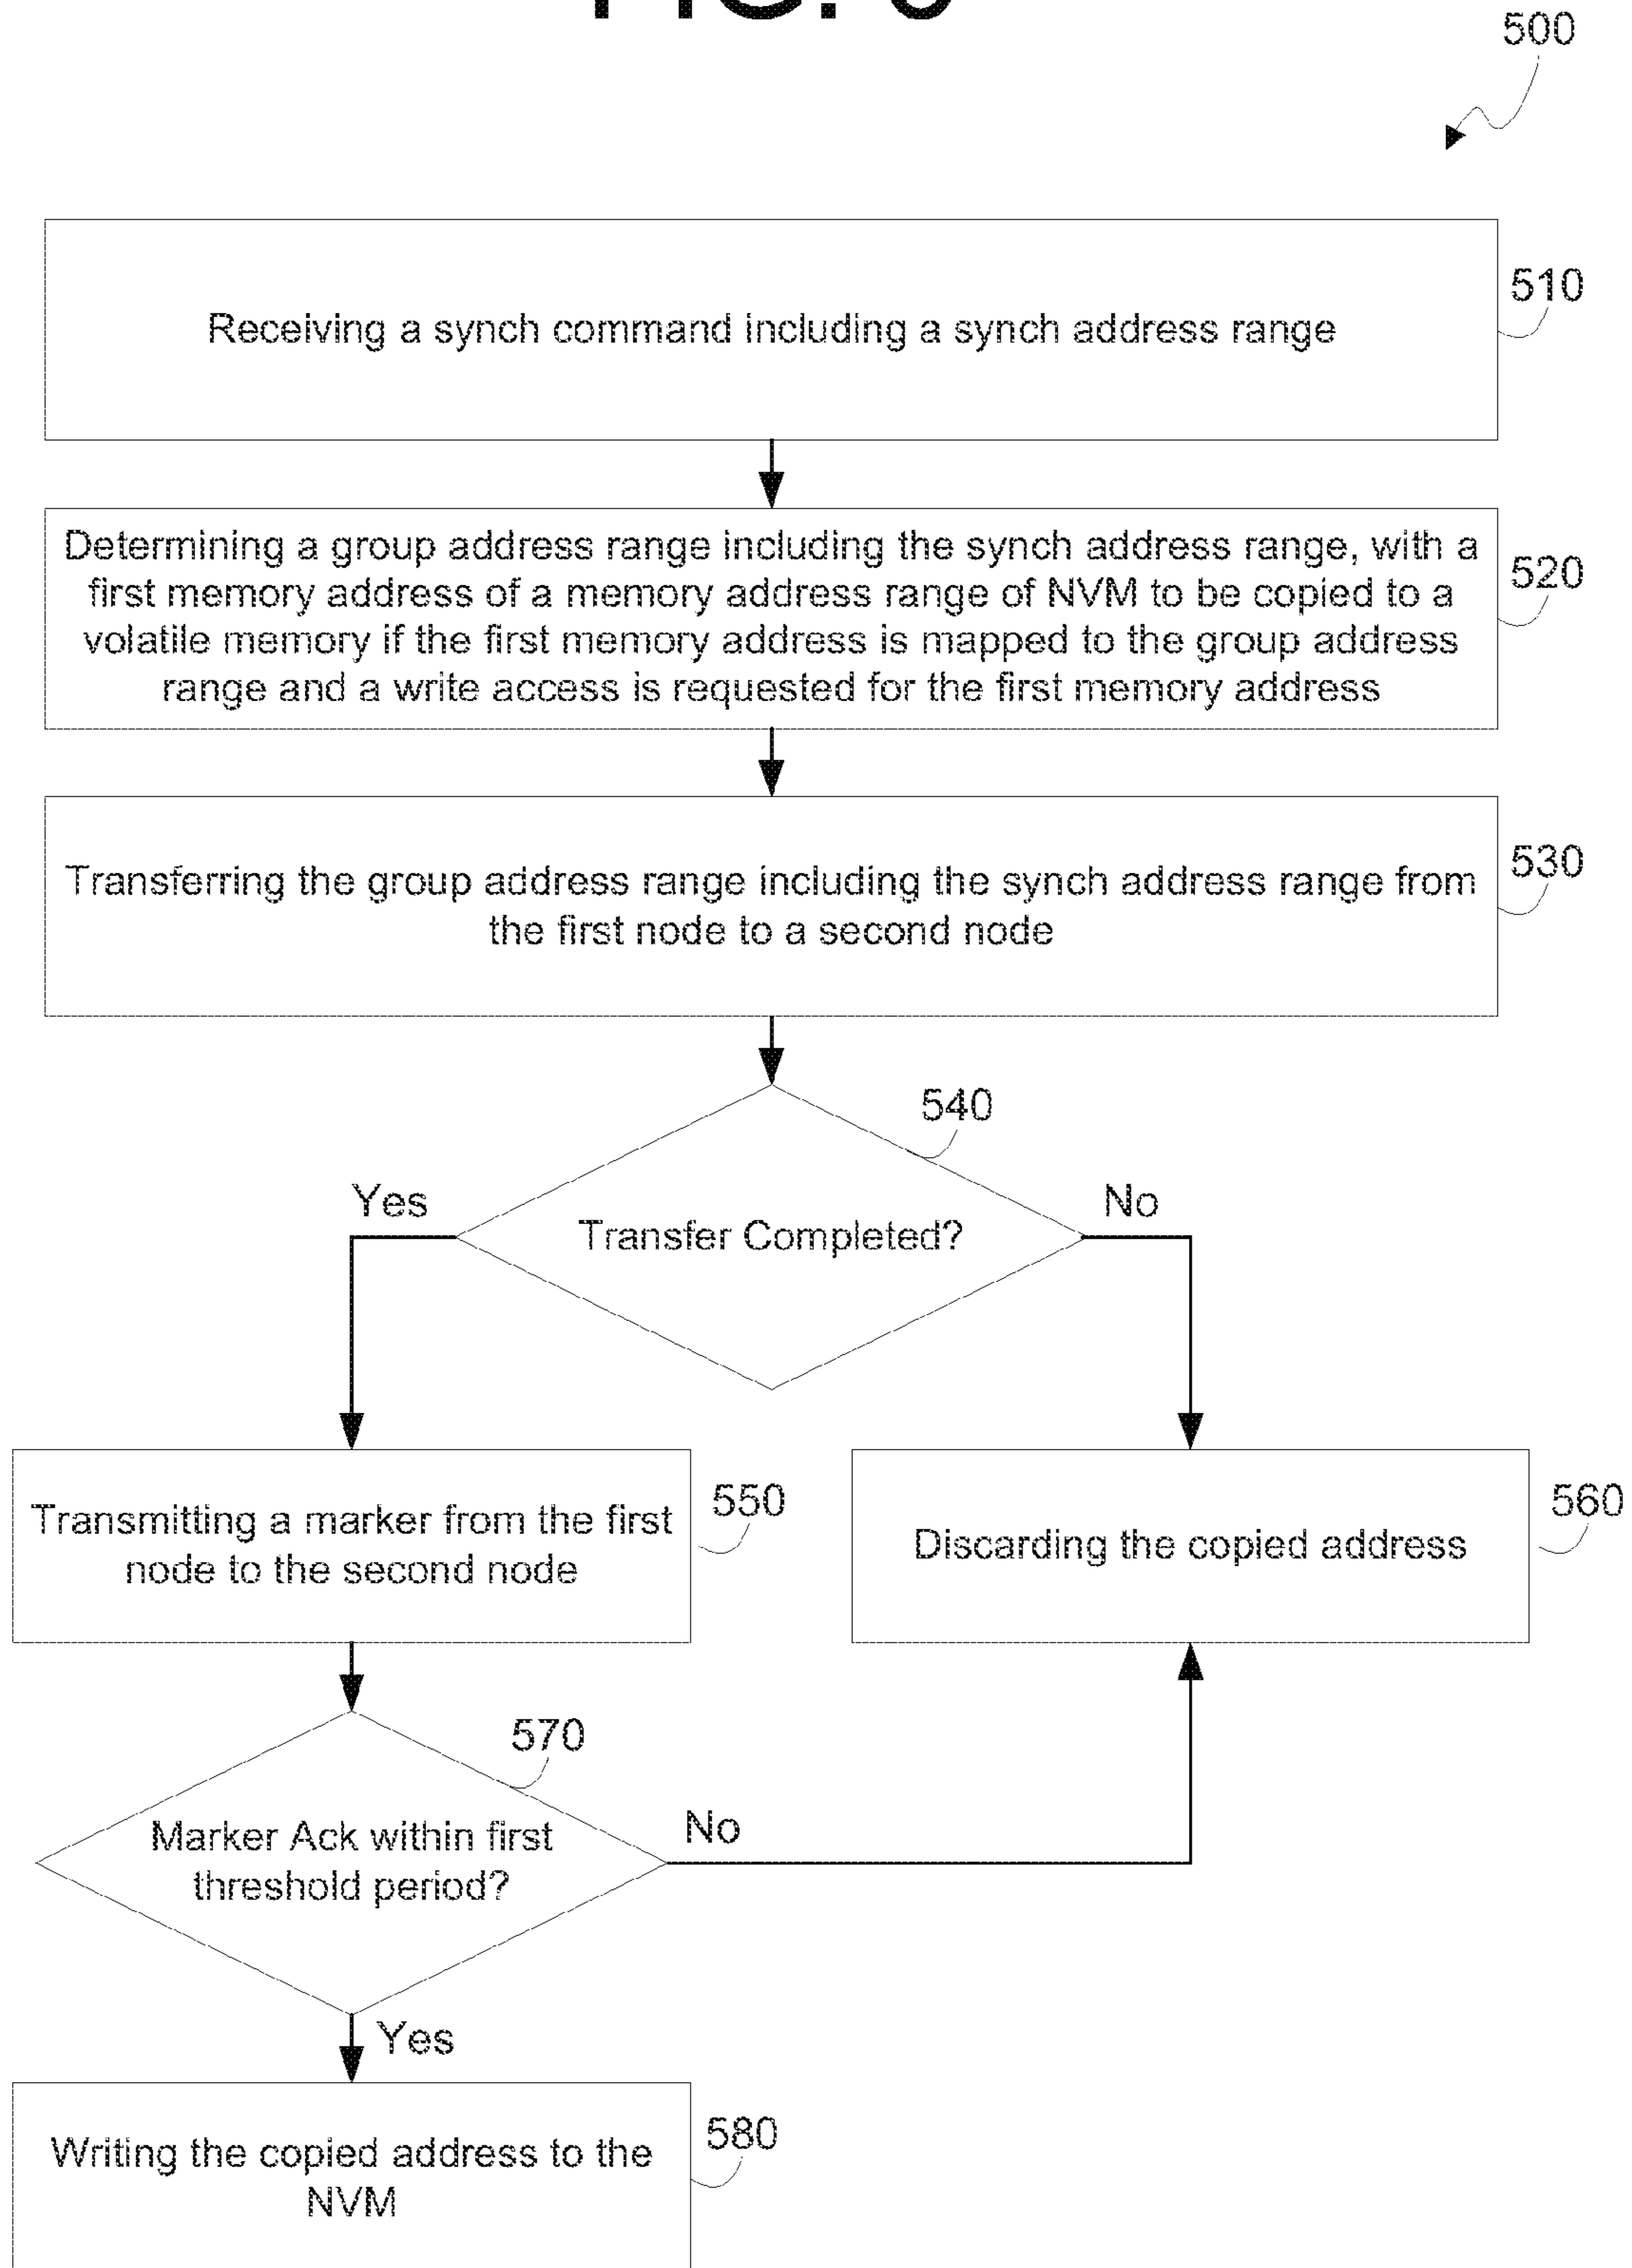 500
510
Receiving a synch command including a synch address range
Determining a group address range including the synch address range, with a
first memory address of a memory address range of NVM to be copied to a
volatile memory if the first memory address is mapped to the group address
range and a write access is requested for the first memory address
520
Transferring the group address range including the synch address range from
the first node to a second node
530
540
Yes
No
Transfer Completed?
Transmitting a marker from the first
node to the second node
550
Discarding the copied address
560
570
Marker Ack within first
threshold period?
No
Yes
Writing the copied address to the
NVM
580